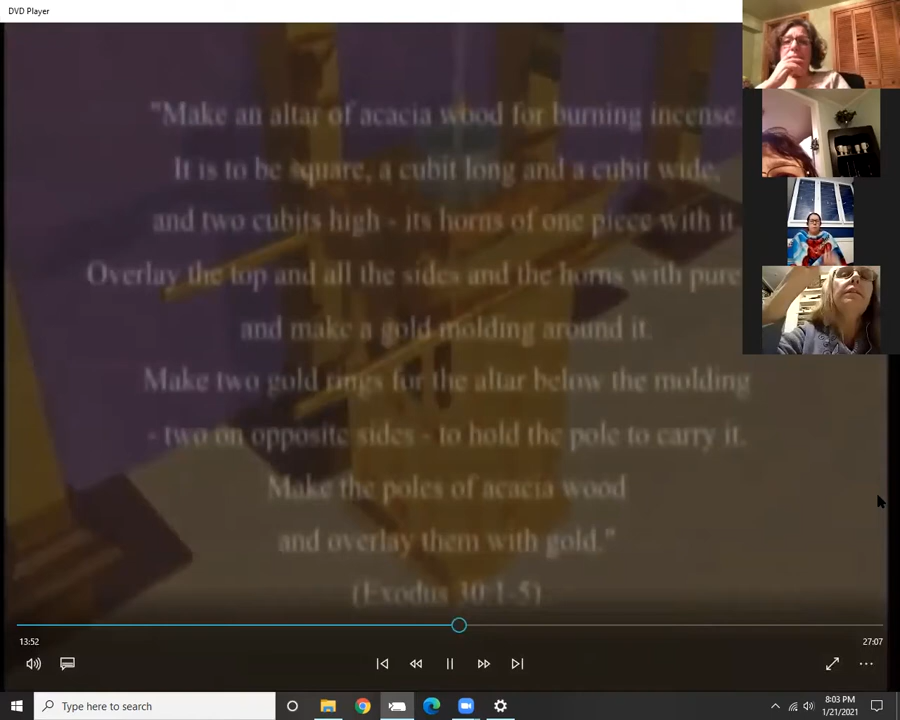 DVD Player
"Make an altar of acacia wood for burning incense.
It is to be square, a cubit long and a cubit wide,
and two cubits high - its horns of one piece with it.
Overlay the top and all the sides and the horns with pure
and make a gold molding around it.
Make two gold rings for the altar below the molding
- two on opposite sides - to hold the pole to carry it.
Make the poles of acacia wood
and overlay them with gold."
(Exodus 30:1-5)
13:52
27:07
Type here to search
8:03 PM
1/21/2021